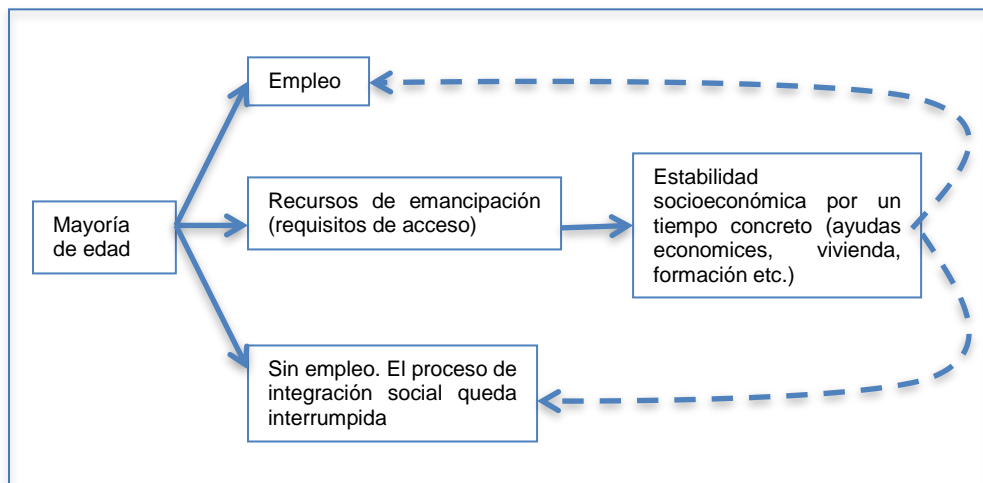 Empleo
Recursos de emancipación
(requisitos de acceso)
Estabilidad
socioeconómica por un
tiempo concreto (ayudas
economices, vivienda,
formación etc.)
Mayoría
de edad
Sin empleo. El proceso de
integración social queda
interrumpida